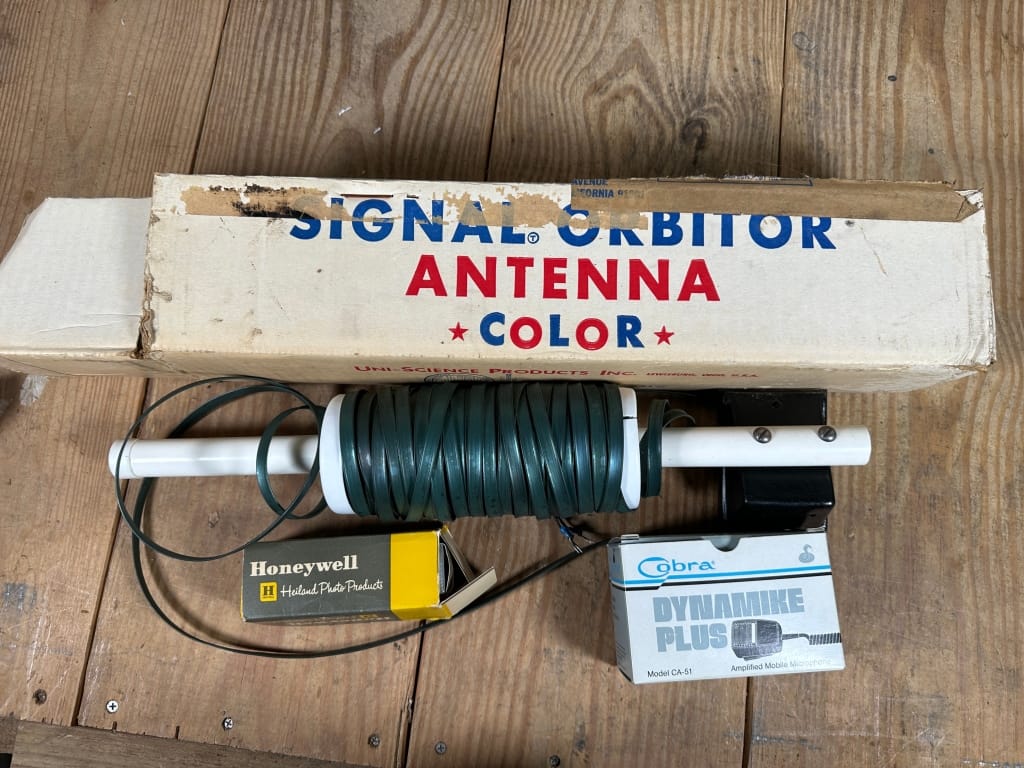 AVENUE
SIGNAL ORBITOR
ANTENNA
COLOR
UNI-SCIENCE PRODUCTS INC.
Honeywell
H
Heiland Photo Products
Cobra
DYNAMIKE
PLUS
Model CA-51
Amplified Mobile Microphone